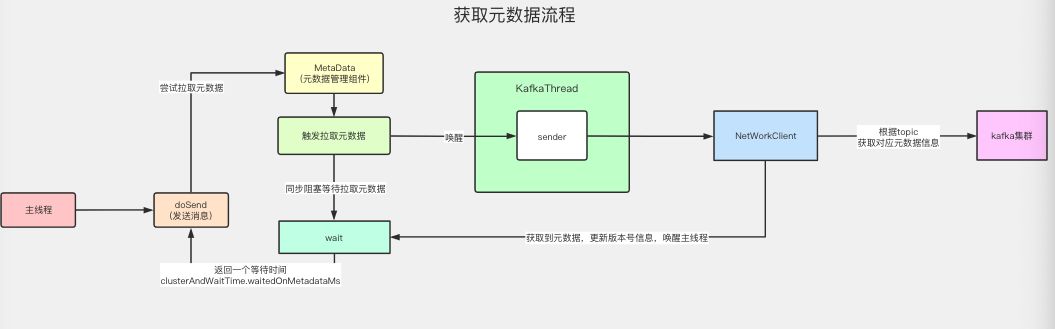 获取元数据流程
MetaData
(元数据管理组件)
尝试拉取元数据
KafkaThread
触发拉取元数据
唤醒
sender
NetWorkClient
根据topic
获取对应元数据信息
kafka集群
同步阻塞等待拉取元数据
主线程
doSend
(发送消息)
wait
获取到元数据，更新版本号信息，唤醒主线程
返回一个等待时间
clusterAndWaitTime.waitedOnMetadataMs